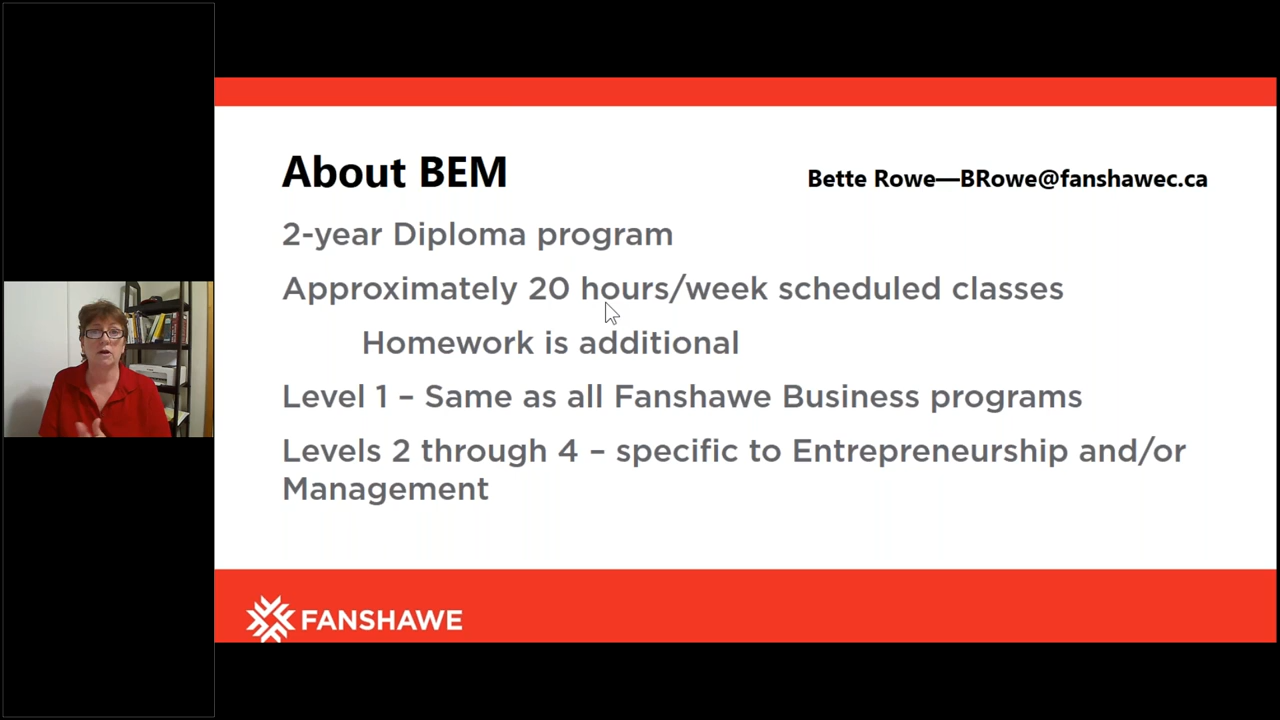 About BEM
Bette Rowe—BRowe@fanshawec.ca
2-year Diploma program
Approximately 20 hours/week scheduled classes
Homework is additional
Level 1 – Same as all Fanshawe Business programs
Levels 2 through 4 – specific to Entrepreneurship and/or
Management
FANSHAWE